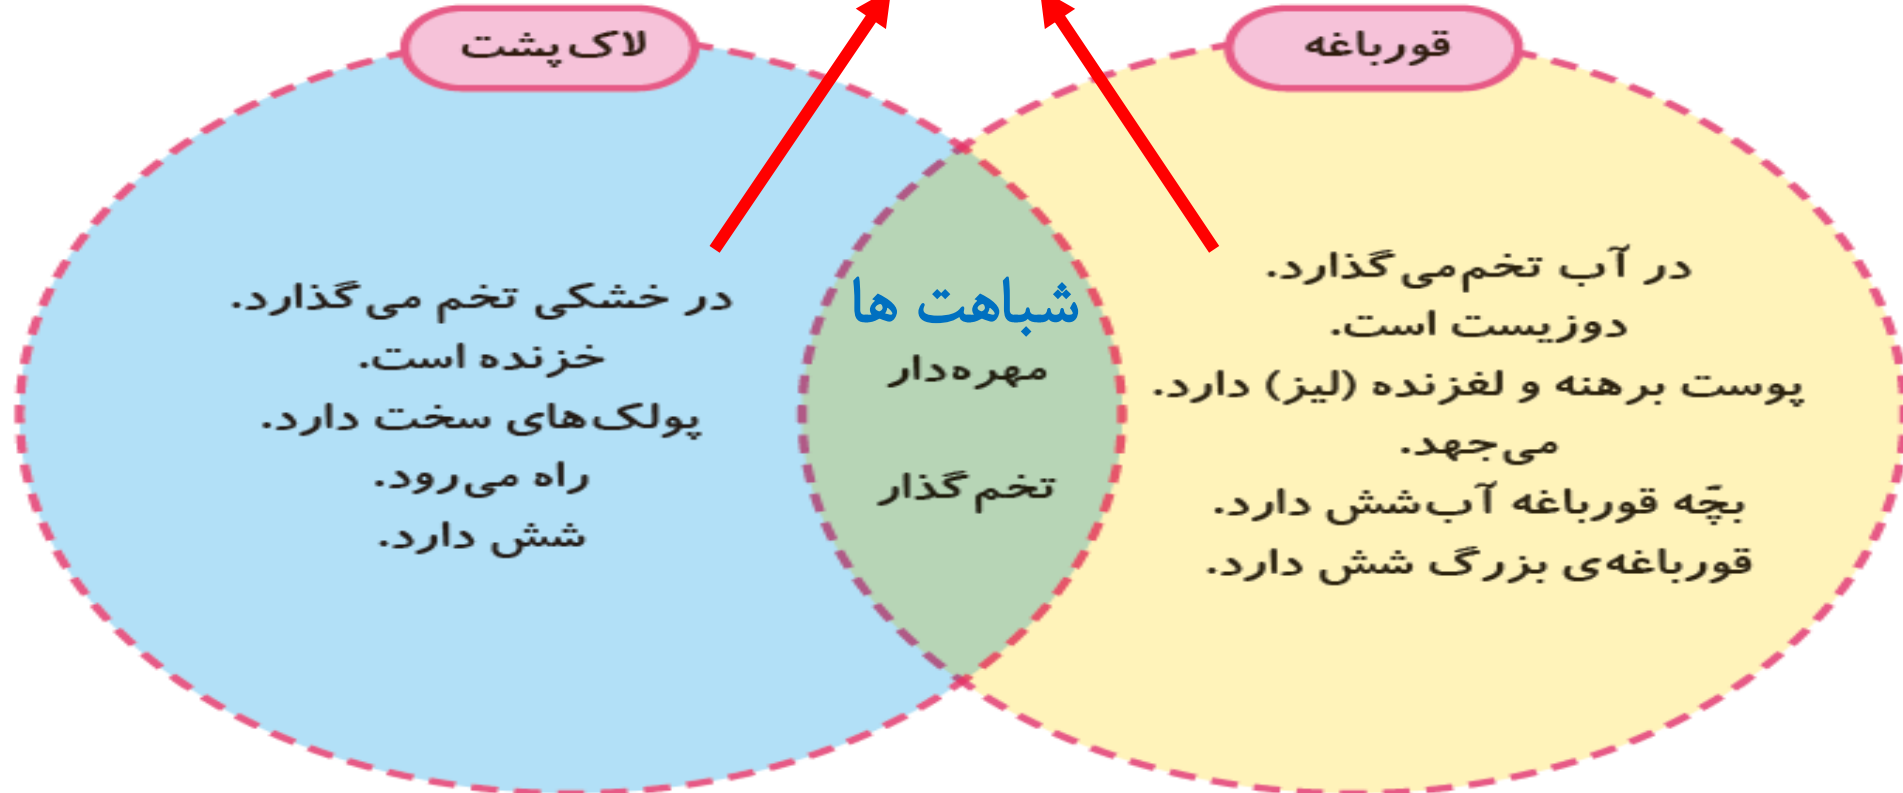 قورباغه
در آب تخم‌می‌گذارد.
دوزیست است.
پوست برهنه و لغزنده (لیز) دارد.
می‌جهد.
بچّه قورباغه آب‌شش دارد.
قورباغه‌ی بزرگ شش دارد.
شباهت ها
مهره‌دار
تخم‌گذار
لاک‌پشت
در خشکی تخم می‌گذارد.
خزنده است.
پولک‌های سخت دارد.
راه می‌رود.
شش دارد.